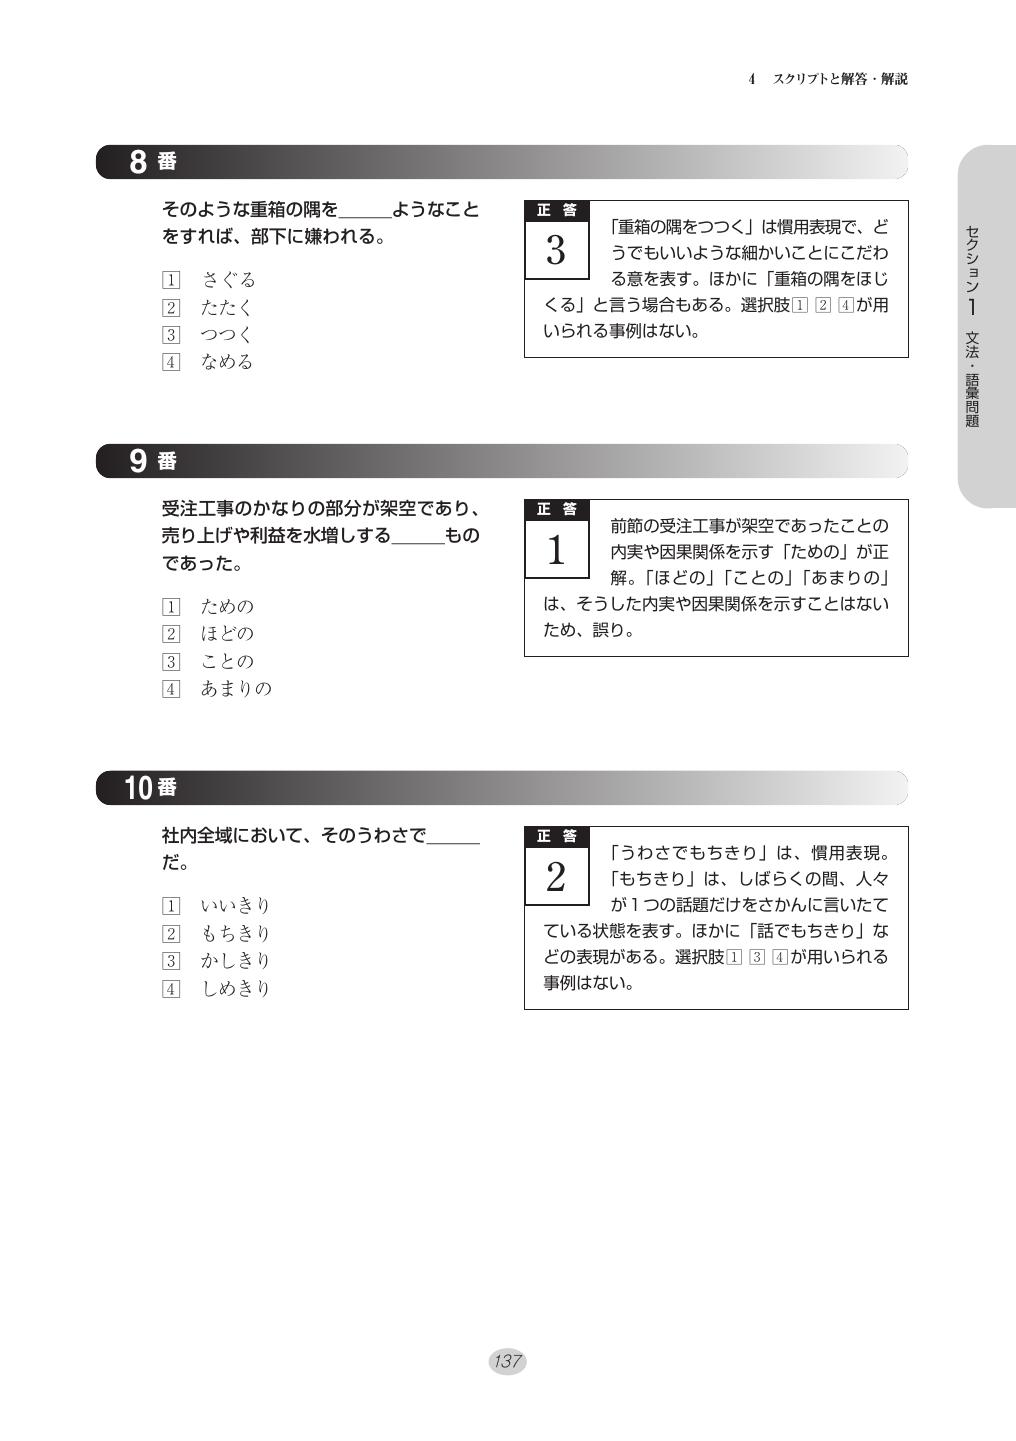 4　スクリプトと解答・解説
8 番
そのような重箱の隅を______ようなこと
をすれば、部下に嫌われる。
1　さぐる
2　たたく
3　つつく
4　なめる
正 答
3
「重箱の隅をつつく」は慣用表現で、ど
うでもいいような細かいことにこだわ
る意を表す。ほかに「重箱の隅をほじ
くる」と言う場合もある。選択肢1 2 4が用
いられる事例はない。
9 番
受注工事のかなりの部分が架空であり、
売り上げや利益を水増しする______もの
であった。
1　ための
2　ほどの
3　ことの
4　あまりの
正 答
1
前節の受注工事が架空であったことの
内実や因果関係を示す「ための」が正
解。「ほどの」「ことの」「あまりの」
は、そうした内実や因果関係を示すことはない
ため、誤り。
10 番
社内全域において、そのうわさで______
だ。
1　いいきり
2　もちきり
3　かしきり
4　しめきり
正 答
2
「うわさでもちきり」は、慣用表現。
「もちきり」は、しばらくの間、人々
が1つの話題だけをさかんに言いたて
ている状態を表す。ほかに「話でもちきり」な
どの表現がある。選択肢1 3 4が用いられる
事例はない。
セクション1　文法・語彙問題
137